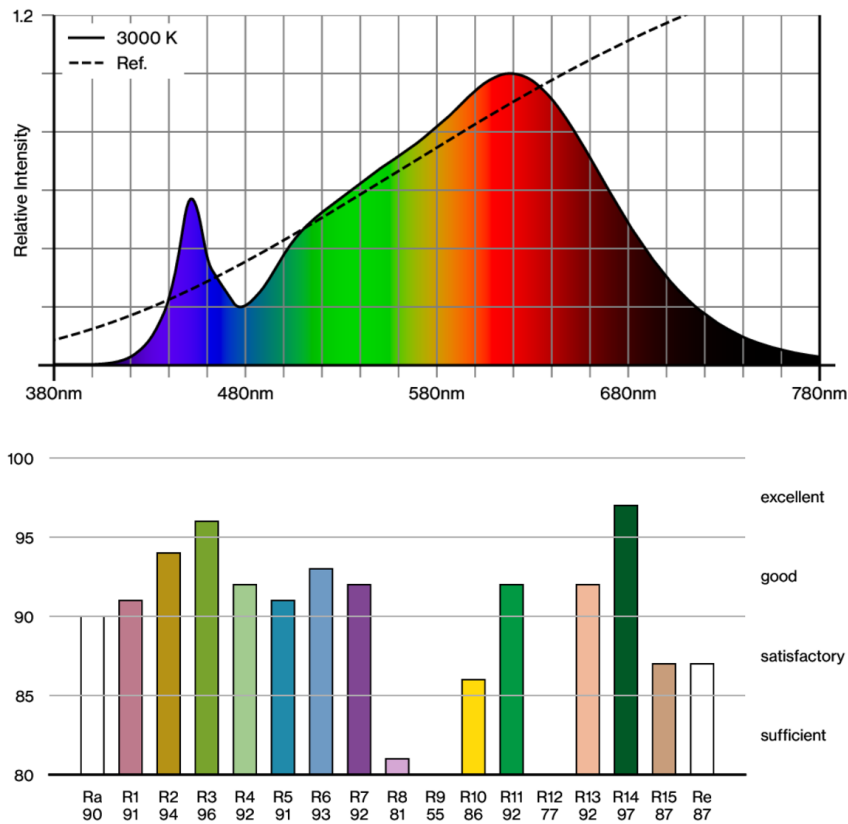 1.2
3000 K
Ref.
Relative Intensity
380nm 480nm 580nm 680nm 780nm
100
excellent
95
good
90
satisfactory
85
sufficient
80
Ra R1 R2 R3 R4 R5 R6 R7 R8 R9 R10 R11 R12 R13 R14 R15 Re
90 91 94 96 92 91 93 92 81 55 86 92 77 92 97 87 87